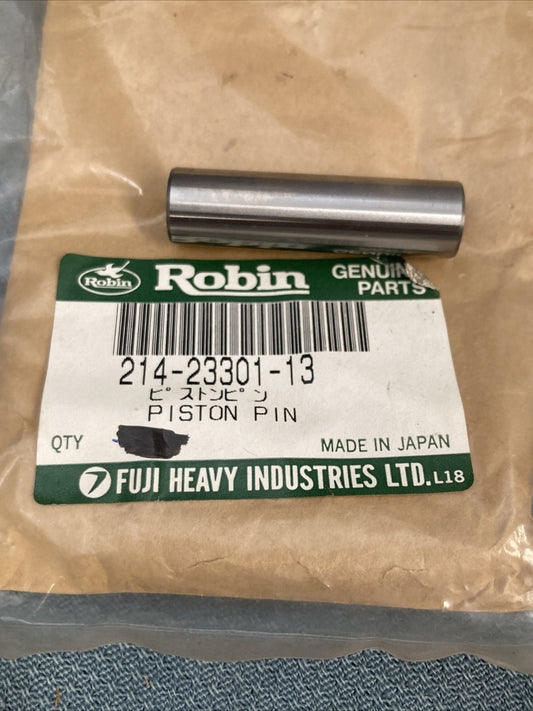 Robin
Robin
GENUINE
PARTS
214-23301-13
ピストンピン
PISTON PIN
QTY
MADE IN JAPAN
FUJI HEAVY INDUSTRIES LTD. L18